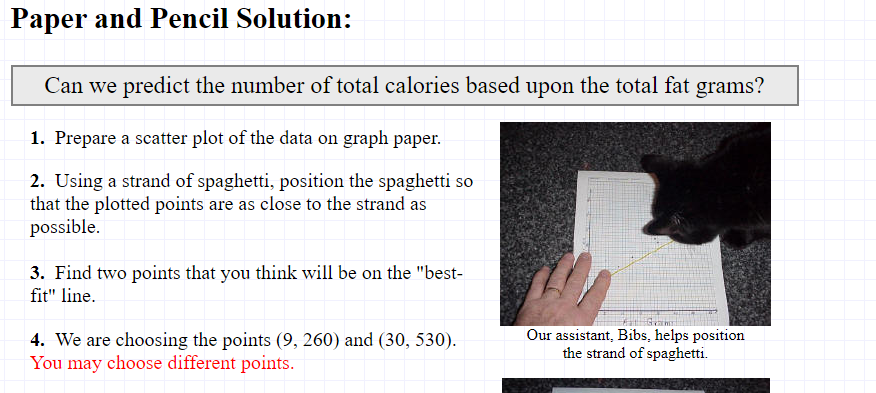 Paper and Pencil Solution:
Can we predict the number of total calories based upon the total fat grams?
1. Prepare a scatter plot of the data on graph paper.
2. Using a strand of spaghetti, position the spaghetti so
that the plotted points are as close to the strand as
possible.
3. Find two points that you think will be on the "best-
fit" line.
4. We are choosing the points (9, 260) and (30, 530).
You may choose different points.
Our assistant, Bibs, helps position
the strand of spaghetti.